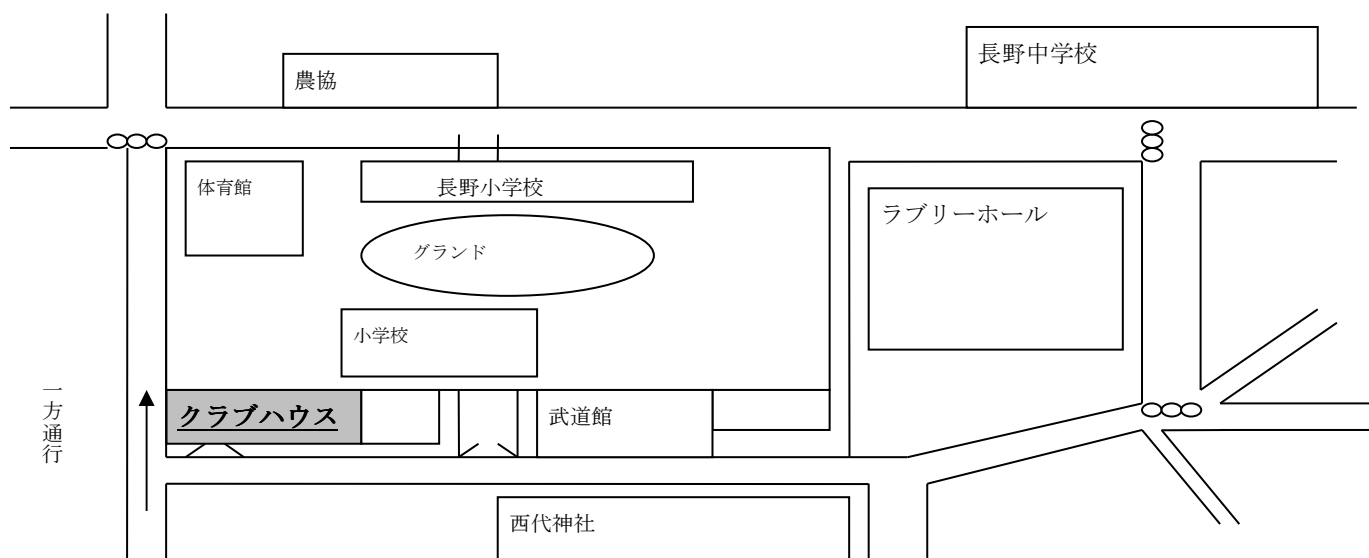 長野中学校
農協
体育館
長野小学校
ラブリーホール
グランド
小学校
一方通行
クラブハウス
武道館
西代神社